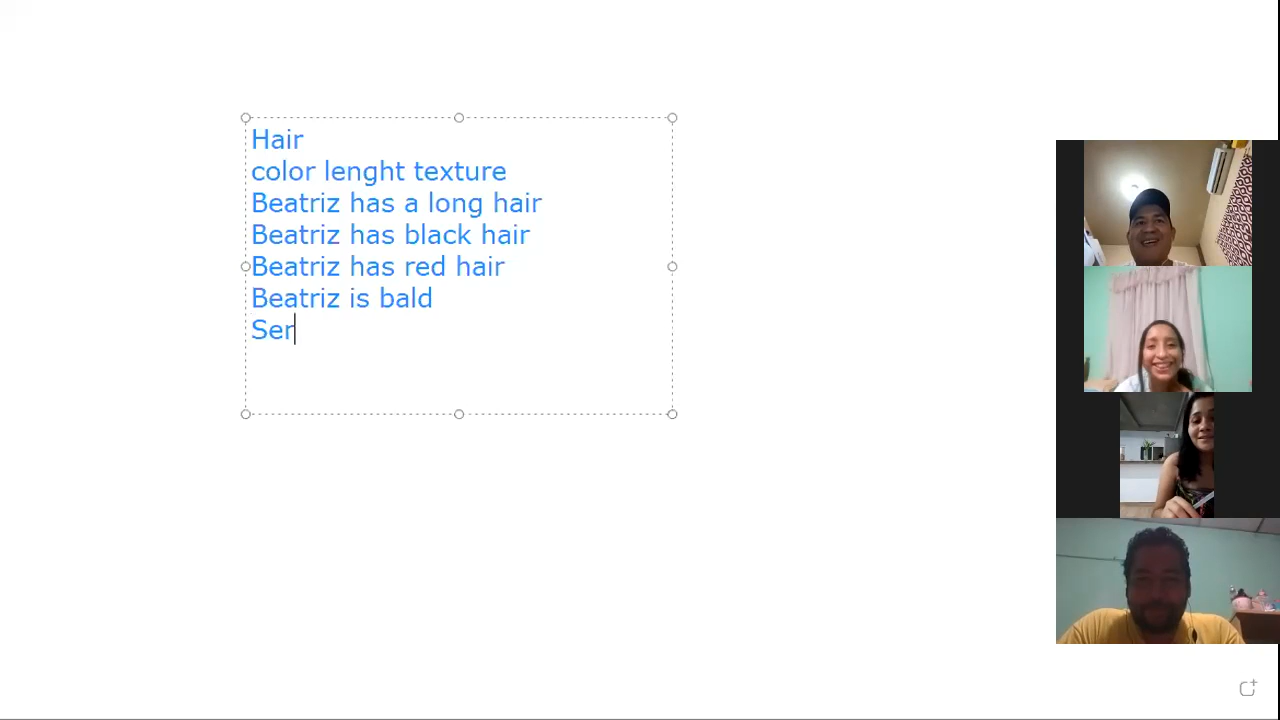 Hair
color lenght texture
Beatriz has a long hair
Beatriz has black hair
Beatriz has red hair
Beatriz is bald
Ser